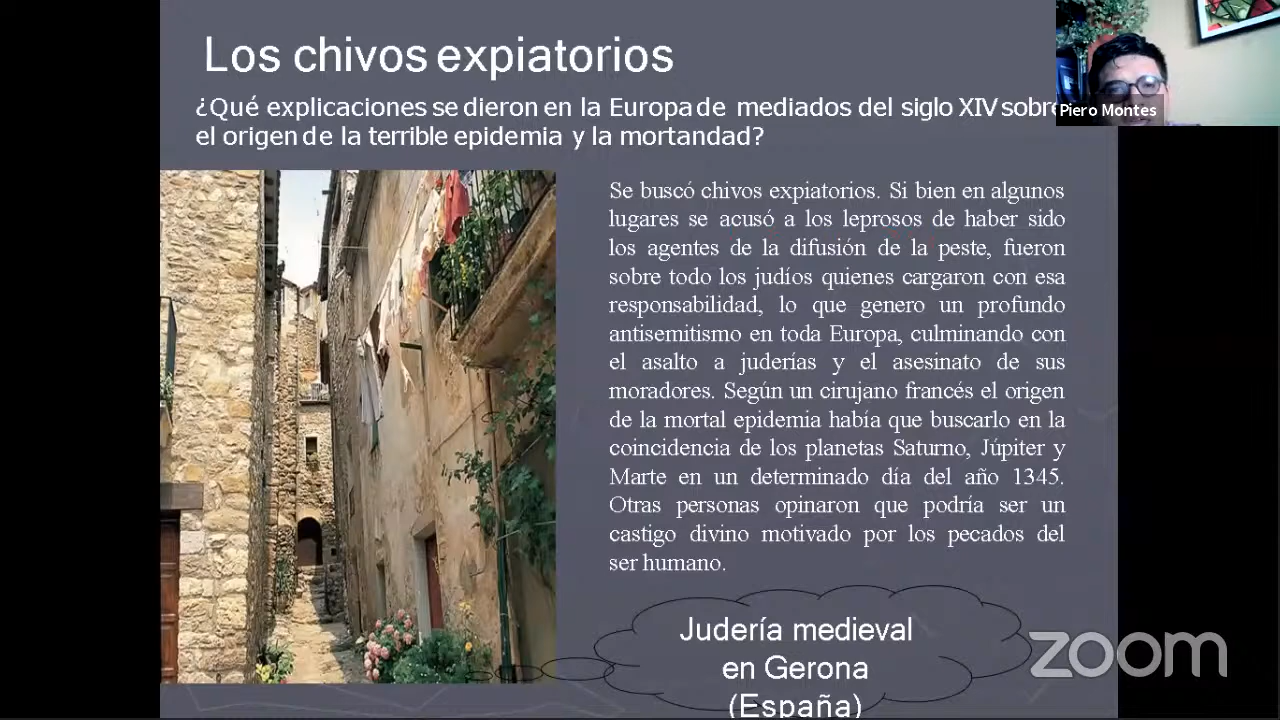 Los chivos expiatorios
¿Qué explicaciones se dieron en la Europa de mediados del siglo XIV sobre
el origen de la terrible epidemia y la mortandad?
Piero Montes
Se buscó chivos expiatorios. Si bien en algunos
lugares se acusó a los leprosos de haber sido
los agentes de la difusión de la peste, fueron
sobre todo los judíos quienes cargaron con esa
responsabilidad, lo que genero un profundo
antisemitismo en toda Europa, culminando con
el asalto a juderías y el asesinato de sus
moradores. Según un cirujano francés el origen
de la mortal epidemia había que buscarlo en la
coincidencia de los planetas Saturno, Júpiter y
Marte en un determinado día del año 1345.
Otras personas opinaron que podría ser un
castigo divino motivado por los pecados del
ser humano.
Judería medieval
en Gerona
(España)
zoom